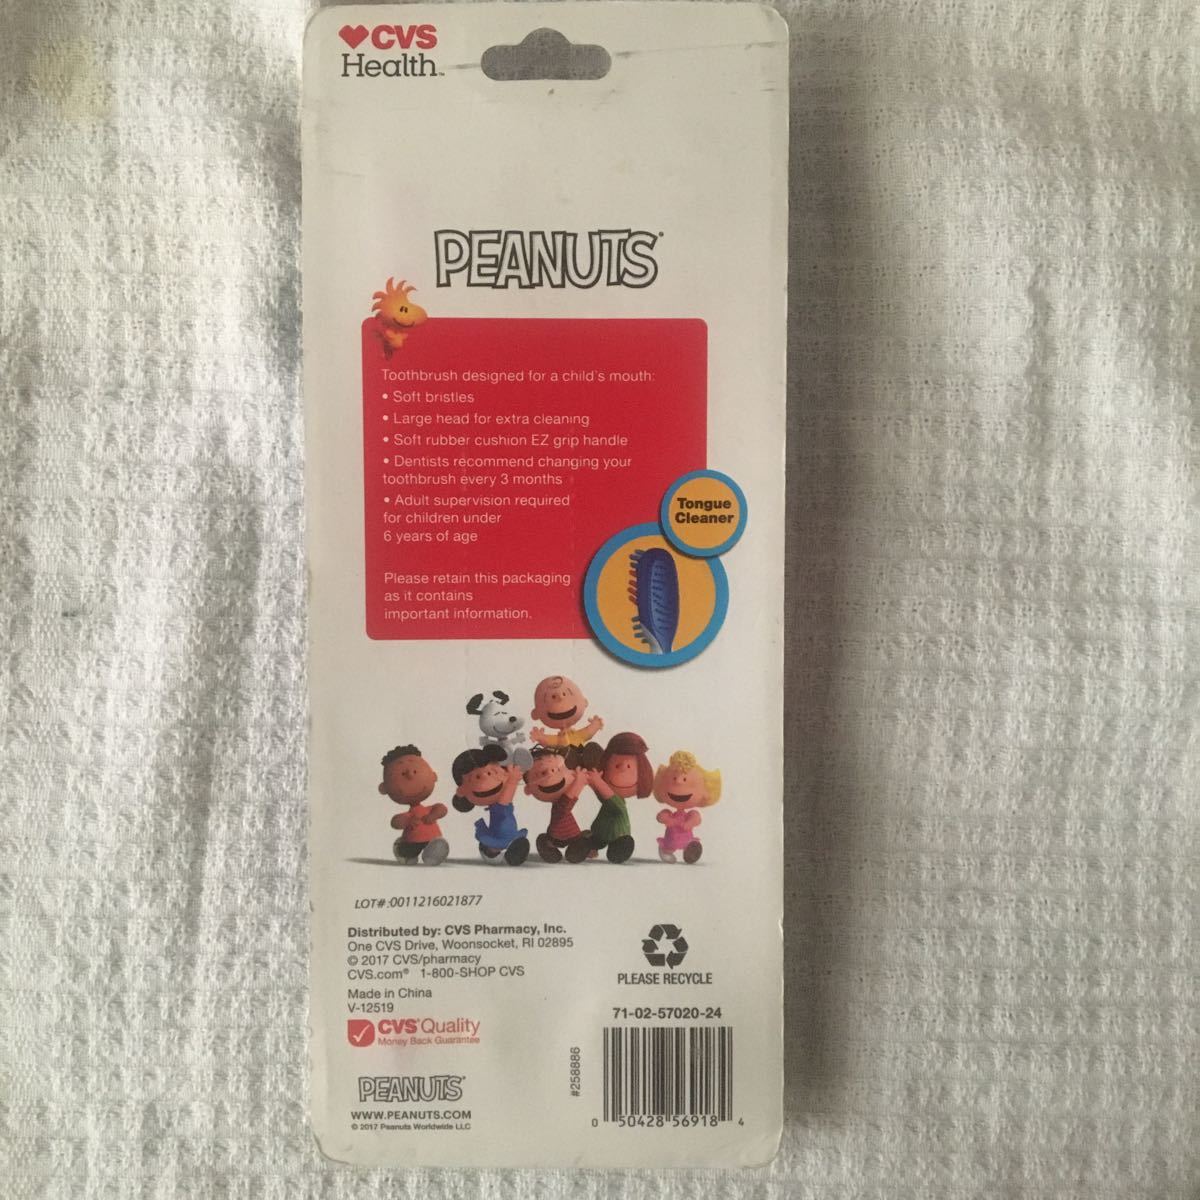 CVS
Health™
PEANUTS®
Toothbrush designed for a child's mouth:
• Soft bristles
• Large head for extra cleaning
• Soft rubber cushion EZ grip handle
• Dentists recommend changing your
toothbrush every 3 months
• Adult supervision required
for children under
6 years of age
Please retain this packaging
as it contains
important information.
Tongue
Cleaner
LOT#:0011216021877
Distributed by: CVS Pharmacy, Inc.
One CVS Drive, Woonsocket, RI 02895
© 2017 CVS/pharmacy
CVS.com® 1-800-SHOP CVS
Made in China
V-12519
CVS® Quality
Money Back Guarantee
PEANUTS®
WWW.PEANUTS.COM
© 2017 Peanuts Worldwide LLC
PLEASE RECYCLE
71-02-57020-24
#258886
0 50428 56918 4